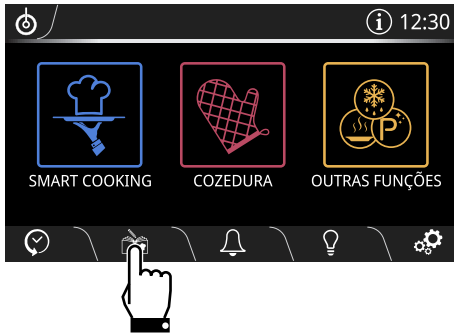 12:30
SMART COOKING
COZEDURA
OUTRAS FUNÇÕES
P